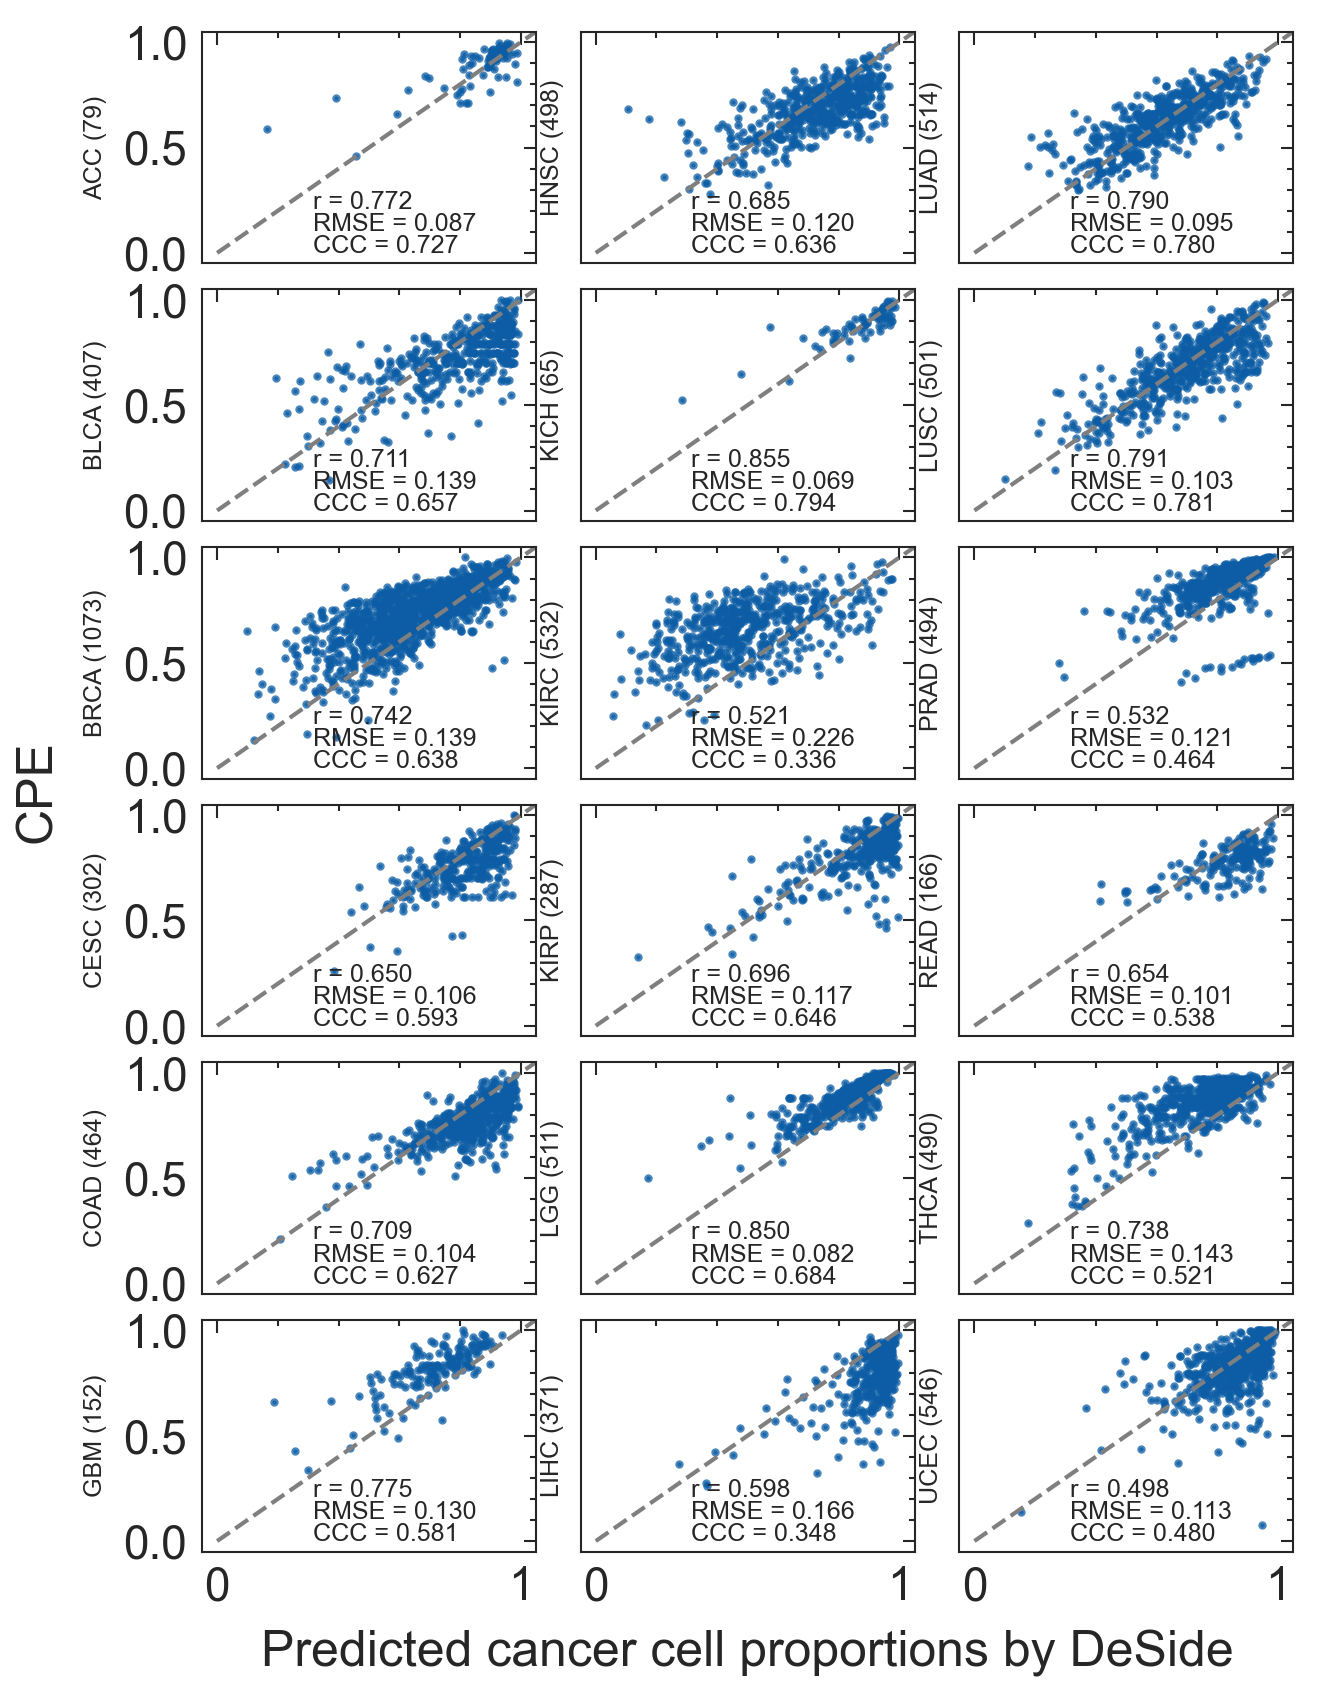 CPE
ACC (79)
1.0
0.5
0.0
r = 0.772
RMSE = 0.087
CCC = 0.727
HNSC (498)
r = 0.685
RMSE = 0.120
CCC = 0.636
LUAD (514)
r = 0.790
RMSE = 0.095
CCC = 0.780
BLCA (407)
1.0
0.5
0.0
r = 0.711
RMSE = 0.139
CCC = 0.657
KICH (65)
r = 0.855
RMSE = 0.069
CCC = 0.794
LUSC (501)
r = 0.791
RMSE = 0.103
CCC = 0.781
BRCA (1073)
1.0
0.5
0.0
r = 0.742
RMSE = 0.139
CCC = 0.638
KIRC (532)
r = 0.521
RMSE = 0.226
CCC = 0.336
PRAD (494)
r = 0.532
RMSE = 0.121
CCC = 0.464
CESC (302)
1.0
0.5
0.0
r = 0.650
RMSE = 0.106
CCC = 0.593
KIRP (287)
r = 0.696
RMSE = 0.117
CCC = 0.646
READ (166)
r = 0.654
RMSE = 0.101
CCC = 0.538
COAD (464)
1.0
0.5
0.0
r = 0.709
RMSE = 0.104
CCC = 0.627
LGG (511)
r = 0.850
RMSE = 0.082
CCC = 0.684
THCA (490)
r = 0.738
RMSE = 0.143
CCC = 0.521
GBM (152)
1.0
0.5
0.0
r = 0.775
RMSE = 0.130
CCC = 0.581
LIHC (371)
r = 0.598
RMSE = 0.166
CCC = 0.348
UCEC (546)
r = 0.498
RMSE = 0.113
CCC = 0.480
0 1 0 1 0 1
Predicted cancer cell proportions by DeSide